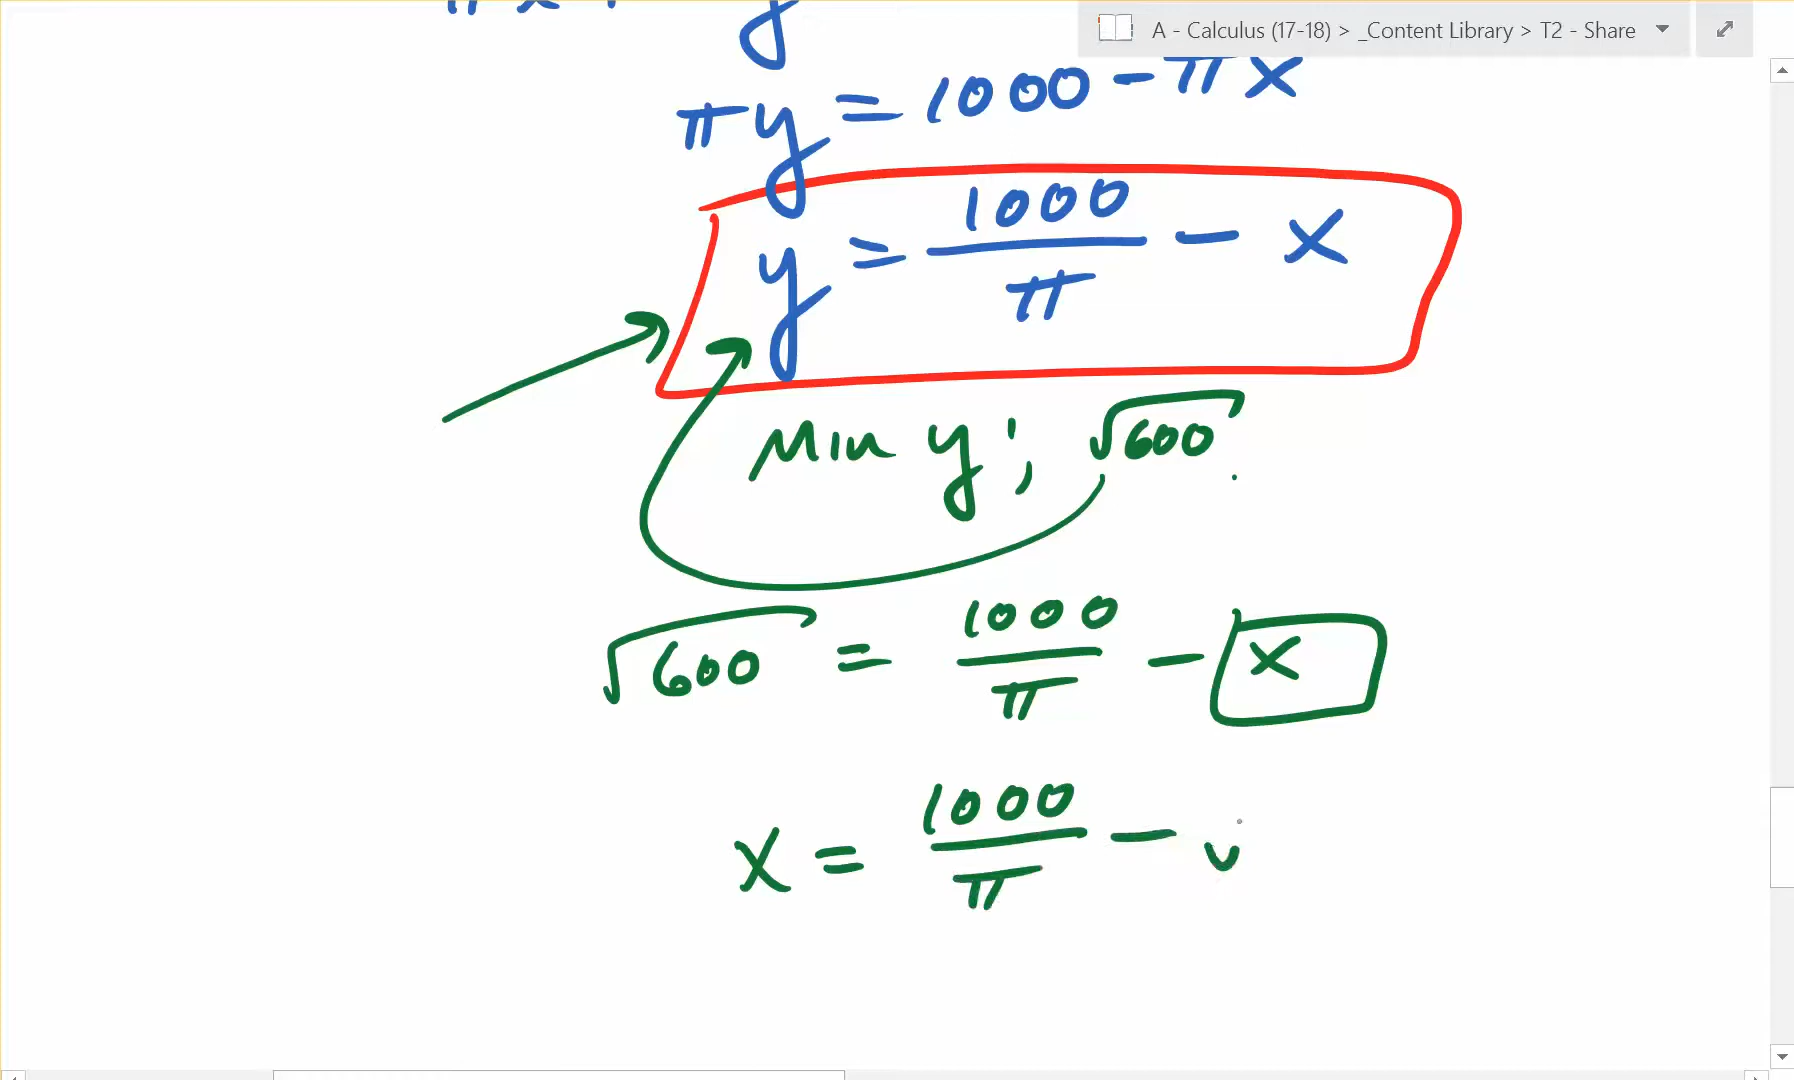 A - Calculus (17-18) > _Content Library > T2 - Share
πy = 1000 - πx
y = 1000/π - x
Min y ; √600
√600 = 1000/π - x
x = 1000/π -